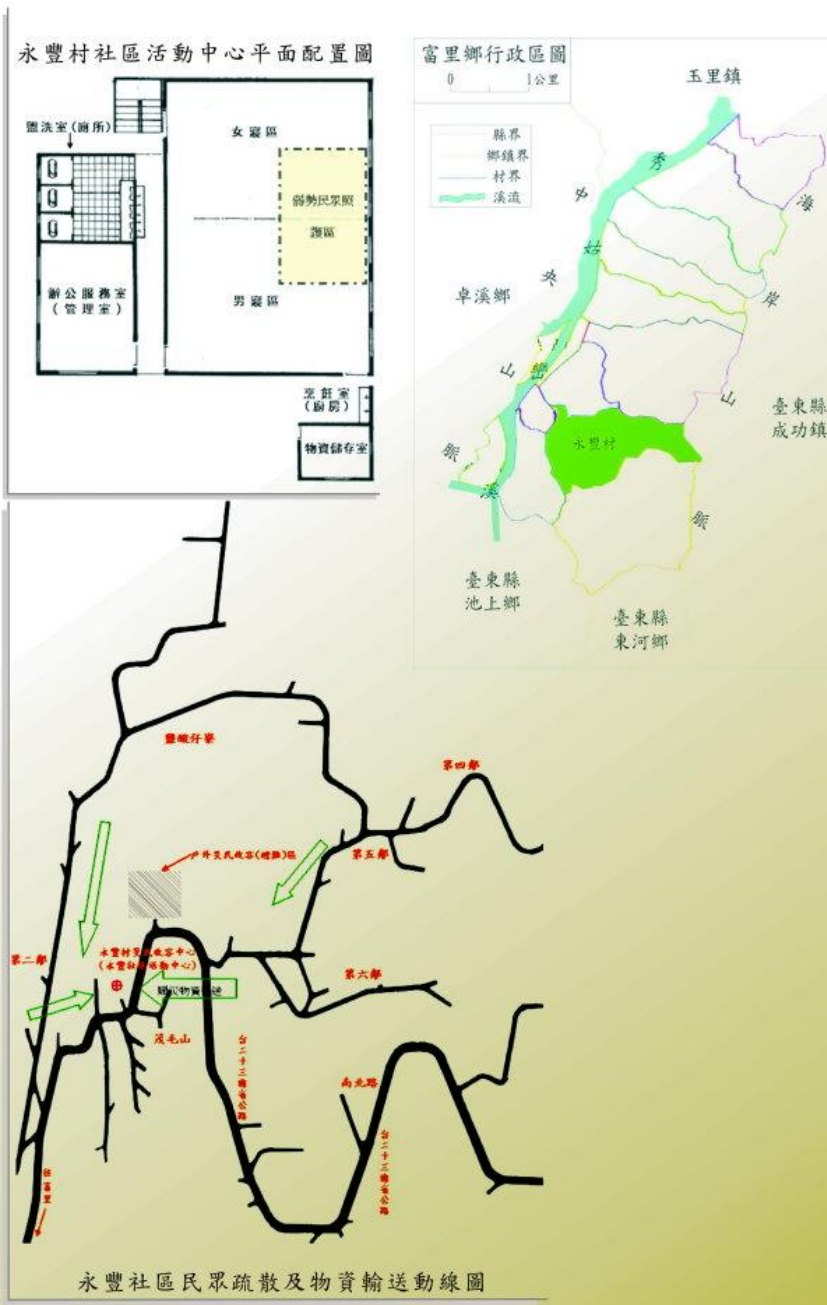 永豐村社區活動中心平面配置圖
盥洗室(廁所)
女寢區
弱勢民眾照
護區
辦公服務室
(管理室)
男寢區
烹飪室
(廚房)
物資儲存室
富里鄉行政區圖
0 1公里
縣界
鄉鎮界
村界
溪流
玉里鎮
秀姑巒溪
中央山脈
海岸山脈
卓溪鄉
永豐村
臺東縣
成功鎮
臺東縣
池上鄉
臺東縣
東河鄉
第四鄰
第五鄰
戶外災民收容
區
第二鄰
永豐村災民收容中心
(永豐社區活動中心)
賑災物資
第六鄰
茂毛山
台二十三線省公路
南北路
台二十三線省公路
往富里
永豐社區民眾疏散及物資輸送動線圖